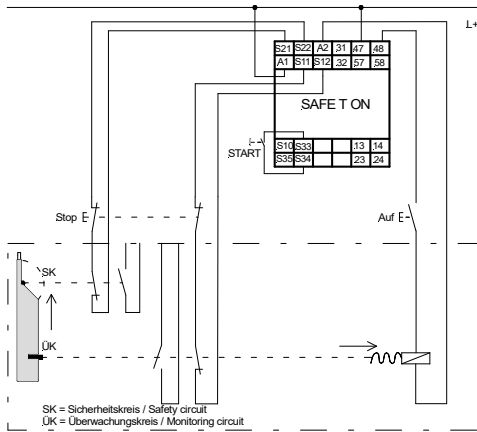 L+
S21 S22 A2 .31 .47 .48
A1 S11 S12 .32 .57 .58
SAFE T ON
START
S10 S33 .13 .14
S35 S34 .23 .24
Stop
Auf
SK
ÜK
SK = Sicherheitskreis / Safety circuit
ÜK = Überwachungskreis / Monitoring circuit